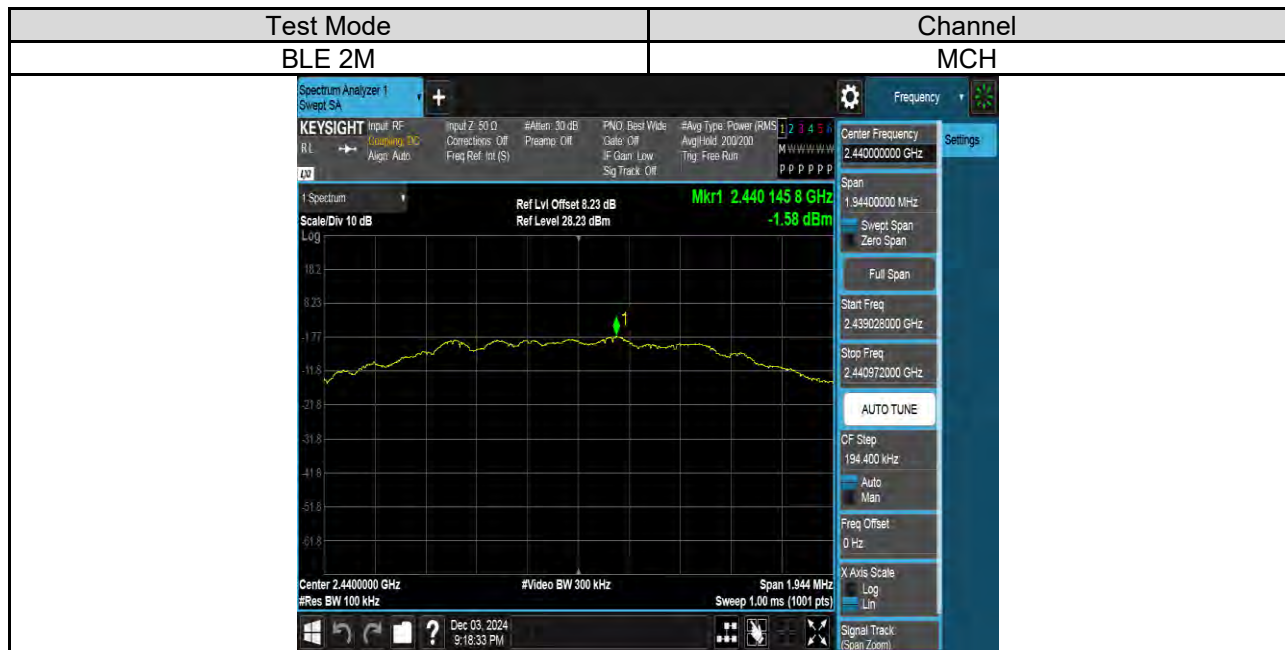 Test Mode Channel
BLE 2M MCH
Spectrum Analyzer 1
Swept SA
+
Frequency
KEYSIGHT Input: RF Input Z: 50 Ω #Atten: 30 dB PNO: Best Wide #Avg Type: Power (RMS 1 2 3 4 5 6
RL Coupling: DC Corrections: Off Preamp: Off Gate: Off Avg|Hold: 200/200 M W W W W W
Align: Auto Freq Ref: Int (S) IF Gain: Low Trig: Free Run
Sig Track: Off P P P P P P
LXI
1 Spectrum
Scale/Div 10 dB
Ref Lvl Offset 8.23 dB
Ref Level 28.23 dBm
Mkr1 2.440 145 8 GHz
-1.58 dBm
Log
18.2
8.23
-1.77
-11.8
-21.8
-31.8
-41.8
-51.8
-61.8
1
Center 2.4400000 GHz #Video BW 300 kHz Span 1.944 MHz
#Res BW 100 kHz Sweep 1.00 ms (1001 pts)
?
Dec 03, 2024
9:18:33 PM
Center Frequency
2.440000000 GHz
Settings
Span
1.94400000 MHz
Swept Span
Zero Span
Full Span
Start Freq
2.439028000 GHz
Stop Freq
2.440972000 GHz
AUTO TUNE
CF Step
194.400 kHz
Auto
Man
Freq Offset
0 Hz
X Axis Scale
Log
Lin
Signal Track
(Span Zoom)